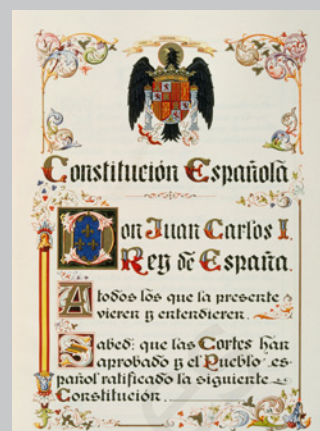 Constitución Española
Don Juan Carlos I.
Rey de España.
A todos los que la presente
vieren y entendieren.
Sabed: que las Cortes han
aprobado y el Pueblo es-
pañol ratificado la siguiente
Constitución.